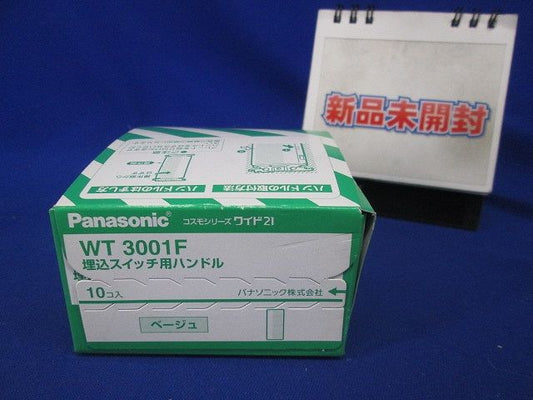 新品未開封
ハンドルのはずし方
ハンドルの取付方法
Panasonic コスモシリーズ ワイド21
WT 3001F
埋込スイッチ用ハンドル
10コ入
パナソニック株式会社
ベージュ